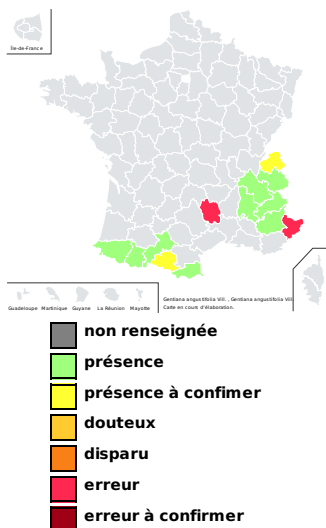 Île-de-France
Gentiana angustifolia Vill. , Gentiana angustifolia Vill
Carte en cours d'élaboration.
Guadeloupe Martinique Guyane La Réunion Mayotte
non renseignée
présence
présence à confimer
douteux
disparu
erreur
erreur à confirmer